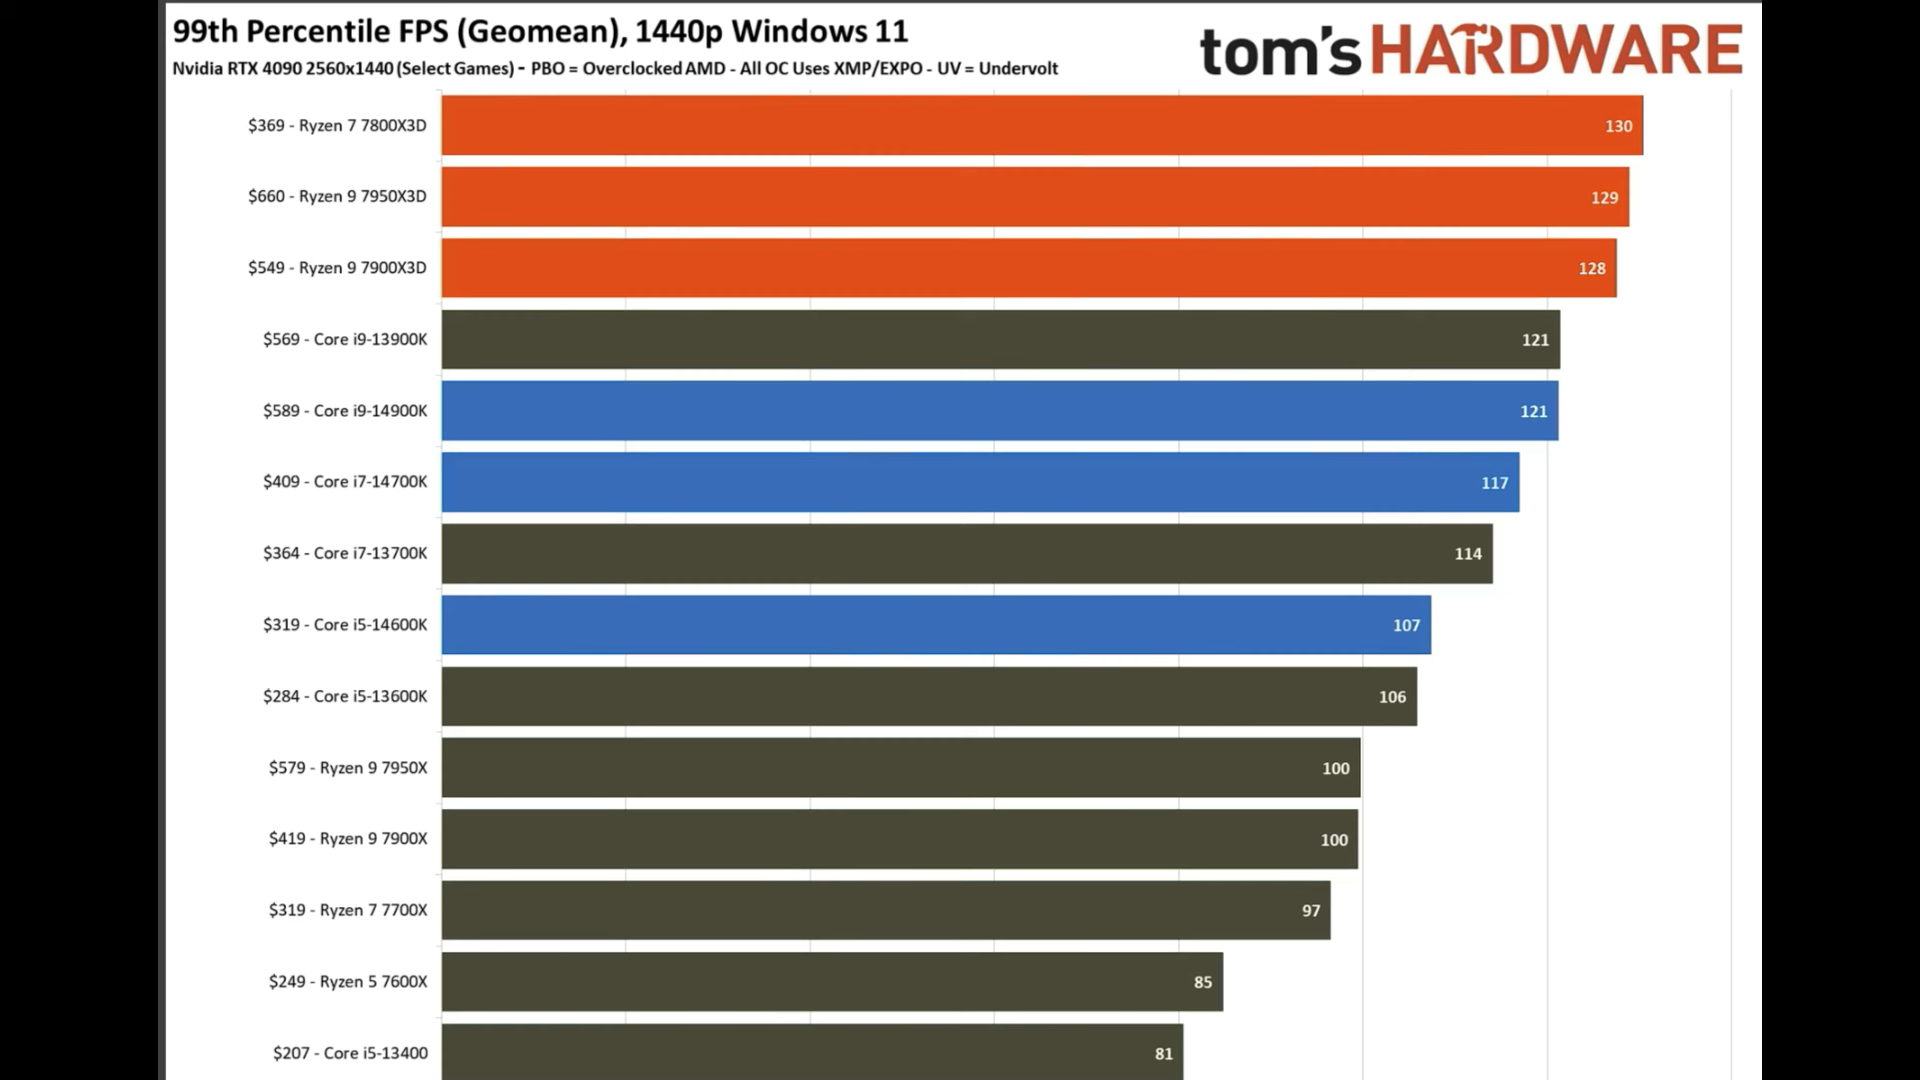 99th Percentile FPS (Geomean), 1440p Windows 11
tom's HARDWARE
Nvidia RTX 4090 2560x1440 (Select Games) - PBO = Overclocked AMD - All OC Uses XMP/EXPO - UV = Undervolt
$369 - Ryzen 7 7800X3D 130
$660 - Ryzen 9 7950X3D 129
$549 - Ryzen 9 7900X3D 128
$569 - Core i9-13900K 121
$589 - Core i9-14900K 121
$409 - Core i7-14700K 117
$364 - Core i7-13700K 114
$319 - Core i5-14600K 107
$284 - Core i5-13600K 106
$579 - Ryzen 9 7950X 100
$419 - Ryzen 9 7900X 100
$319 - Ryzen 7 7700X 97
$249 - Ryzen 5 7600X 85
$207 - Core i5-13400 81